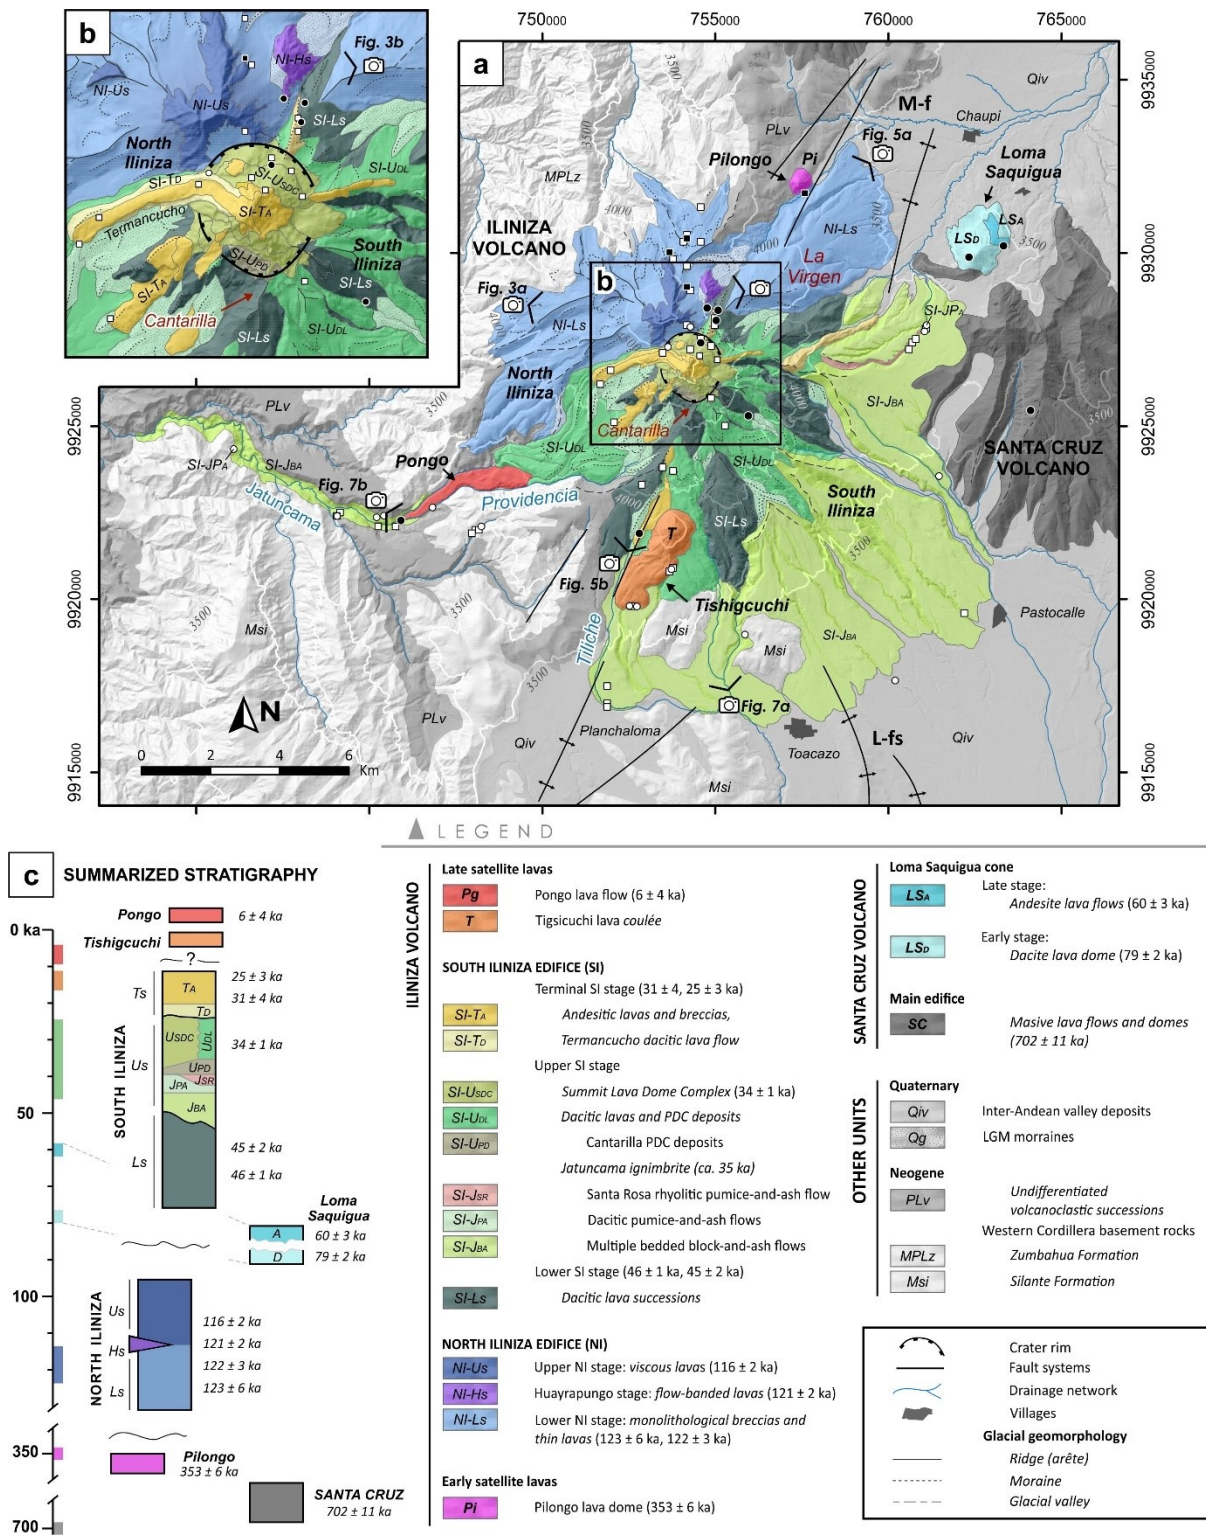 b
Fig. 3b
NI-Hs
NI-Us
NI-Us
SI-Ls
North
Iliniza
SI-UDL
SI-TD
SI-USDC
Termancucho
SI-TA
South
Iliniza
SI-UPD
SI-TA
SI-Ls
Cantarilla
SI-UDL
SI-Ls
750000
755000
760000
765000
a
9935000
9930000
9925000
9920000
9915000
Qiv
M-f
Chaupi
3500
PLv
Fig. 5a
Pilongo
Pi
Loma
Saquigua
MPLz
4000
3500
LSA
LSD
3500
ILINIZA
VOLCANO
4000
NI-Ls
La
Virgen
b
Fig. 3a
4000
NI-Ls
SI-JPA
North
Iliniza
3500
PLv
4000
SI-JBA
3500
Cantarilla
SANTA CRUZ
VOLCANO
SI-UDL
SI-UDL
SI-JPA
SI-JBA
Pongo
Fig. 7b
Jatuncama
Providencia
4000
SI-Ls
South
Iliniza
3500
T
Fig. 5b
Tishigcuchi
Pastocalle
3500
3500
Msi
Msi
Msi
SI-JBA
Tiliche
3500
N
PLv
Fig. 7a
Qiv
Planchaloma
Toacazo
L-fs
Qiv
Msi
0 2 4 6
Km
LEGEND
c
SUMMARIZED STRATIGRAPHY
Pongo
6 ± 4 ka
0 ka
Tishigcuchi
?
Ts
TA
25 ± 3 ka
31 ± 4 ka
TD
SOUTH ILINIZA
Us
USDC
UDL
34 ± 1 ka
UPD
JPA
JSR
50
JBA
Ls
45 ± 2 ka
46 ± 1 ka
Loma
Saquigua
A
60 ± 3 ka
D
79 ± 2 ka
100
NORTH ILINIZA
Us
116 ± 2 ka
Hs
121 ± 2 ka
122 ± 3 ka
Ls
123 ± 6 ka
350
Pilongo
353 ± 6 ka
SANTA CRUZ
702 ± 11 ka
700
ILINIZA VOLCANO
Late satellite lavas
Pg Pongo lava flow (6 ± 4 ka)
T Tigsicuchi lava coulée
SOUTH ILINIZA EDIFICE (SI)
Terminal SI stage (31 ± 4, 25 ± 3 ka)
SI-TA Andesitic lavas and breccias,
SI-TD Termancucho dacitic lava flow
Upper SI stage
SI-USDC Summit Lava Dome Complex (34 ± 1 ka)
SI-UDL Dacitic lavas and PDC deposits
SI-UPD Cantarilla PDC deposits
Jatuncama ignimbrite (ca. 35 ka)
SI-JSR Santa Rosa rhyolitic pumice-and-ash flow
SI-JPA Dacitic pumice-and-ash flows
SI-JBA Multiple bedded block-and-ash flows
Lower SI stage (46 ± 1 ka, 45 ± 2 ka)
SI-Ls Dacitic lava successions
NORTH ILINIZA EDIFICE (NI)
NI-Us Upper NI stage: viscous lavas (116 ± 2 ka)
NI-Hs Huayrapungo stage: flow-banded lavas (121 ± 2 ka)
NI-Ls Lower NI stage: monolithological breccias and
thin lavas (123 ± 6 ka, 122 ± 3 ka)
Early satellite lavas
Pi Pilongo lava dome (353 ± 6 ka)
SANTA CRUZ VOLCANO
Loma Saquigua cone
Late stage:
LSA Andesite lava flows (60 ± 3 ka)
Early stage:
LSD Dacite lava dome (79 ± 2 ka)
Main edifice
SC Masive lava flows and domes
(702 ± 11 ka)
OTHER UNITS
Quaternary
Qiv Inter-Andean valley deposits
Qg LGM morraines
Neogene
PLv Undifferentiated
volcanoclastic successions
Western Cordillera basement rocks
MPLz Zumbahua Formation
Msi Silante Formation
Crater rim
Fault systems
Drainage network
Villages
Glacial geomorphology
Ridge (arête)
Moraine
Glacial valley